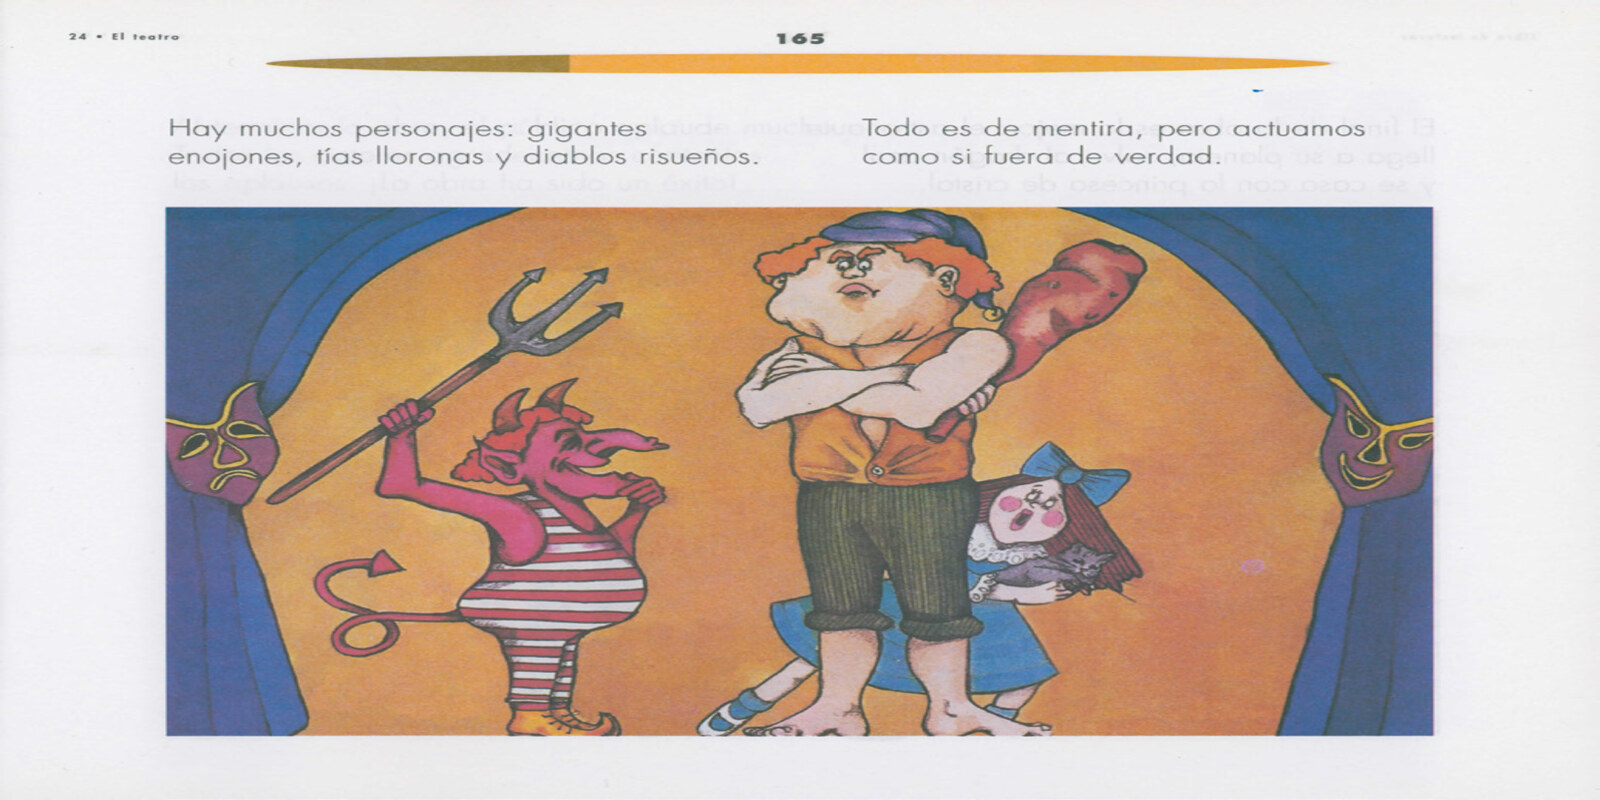 24 • El teatro
165
Hay muchos personajes: gigantes
enojones, tías lloronas y diablos risueños.
Todo es de mentira, pero actuamos
como si fuera de verdad.